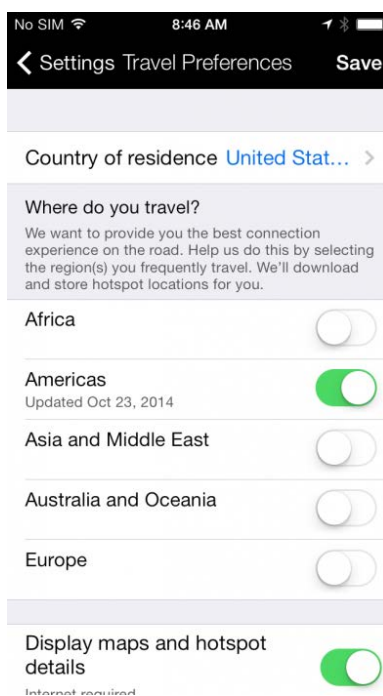 No SIM 8:46 AM
Settings Travel Preferences Save
Country of residence United Stat...
Where do you travel?
We want to provide you the best connection
experience on the road. Help us do this by selecting
the region(s) you frequently travel. We'll download
and store hotspot locations for you.
Africa
Americas
Updated Oct 23, 2014
Asia and Middle East
Australia and Oceania
Europe
Display maps and hotspot
details
Internet required